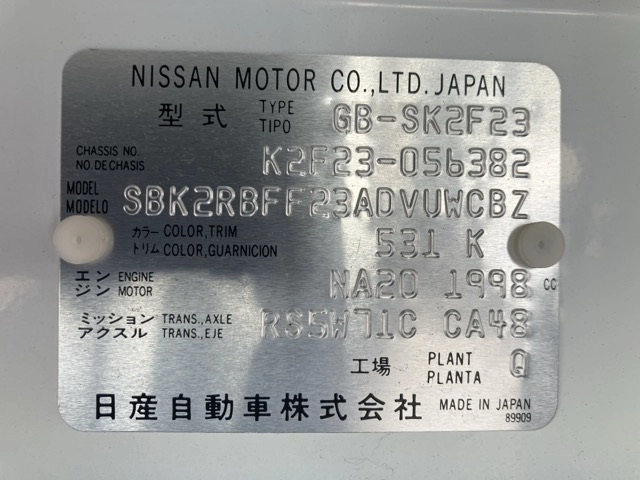 NISSAN MOTOR CO.,LTD. JAPAN
型式 TYPE TIPO GB-SK2F23
CHASSIS NO. NO. DE CHASIS K2F23-056382
MODEL MODELO SBK2RBFF23ADVUWCBZ
カラー COLOR,TRIM
トリム COLOR,GUARNICION 531 K
エンジン ENGINE MOTOR NA20 1998 cc
ミッション TRANS.,AXLE
アクスル TRANS.,EJE RS5W71C CA48
工場 PLANT PLANTA Q
日産自動車株式会社 MADE IN JAPAN
89909